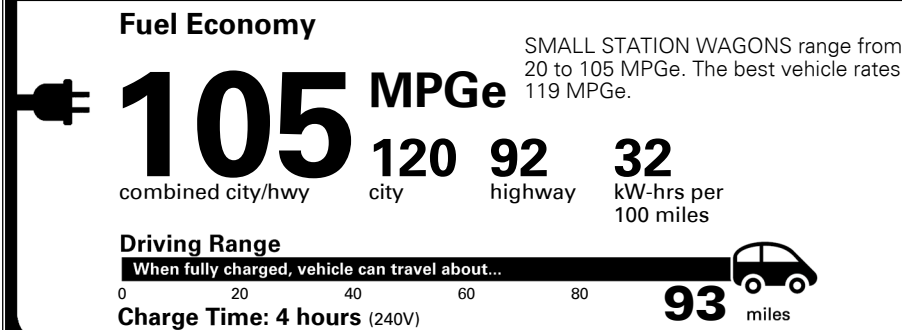 Fuel Economy
SMALL STATION WAGONS range from
20 to 105 MPGe. The best vehicle rates
119 MPGe.
105 MPGe
combined city/hwy
120
city
92
highway
32
kW-hrs per
100 miles
Driving Range
When fully charged, vehicle can travel about...
0 20 40 60 80 93 miles
Charge Time: 4 hours (240V)